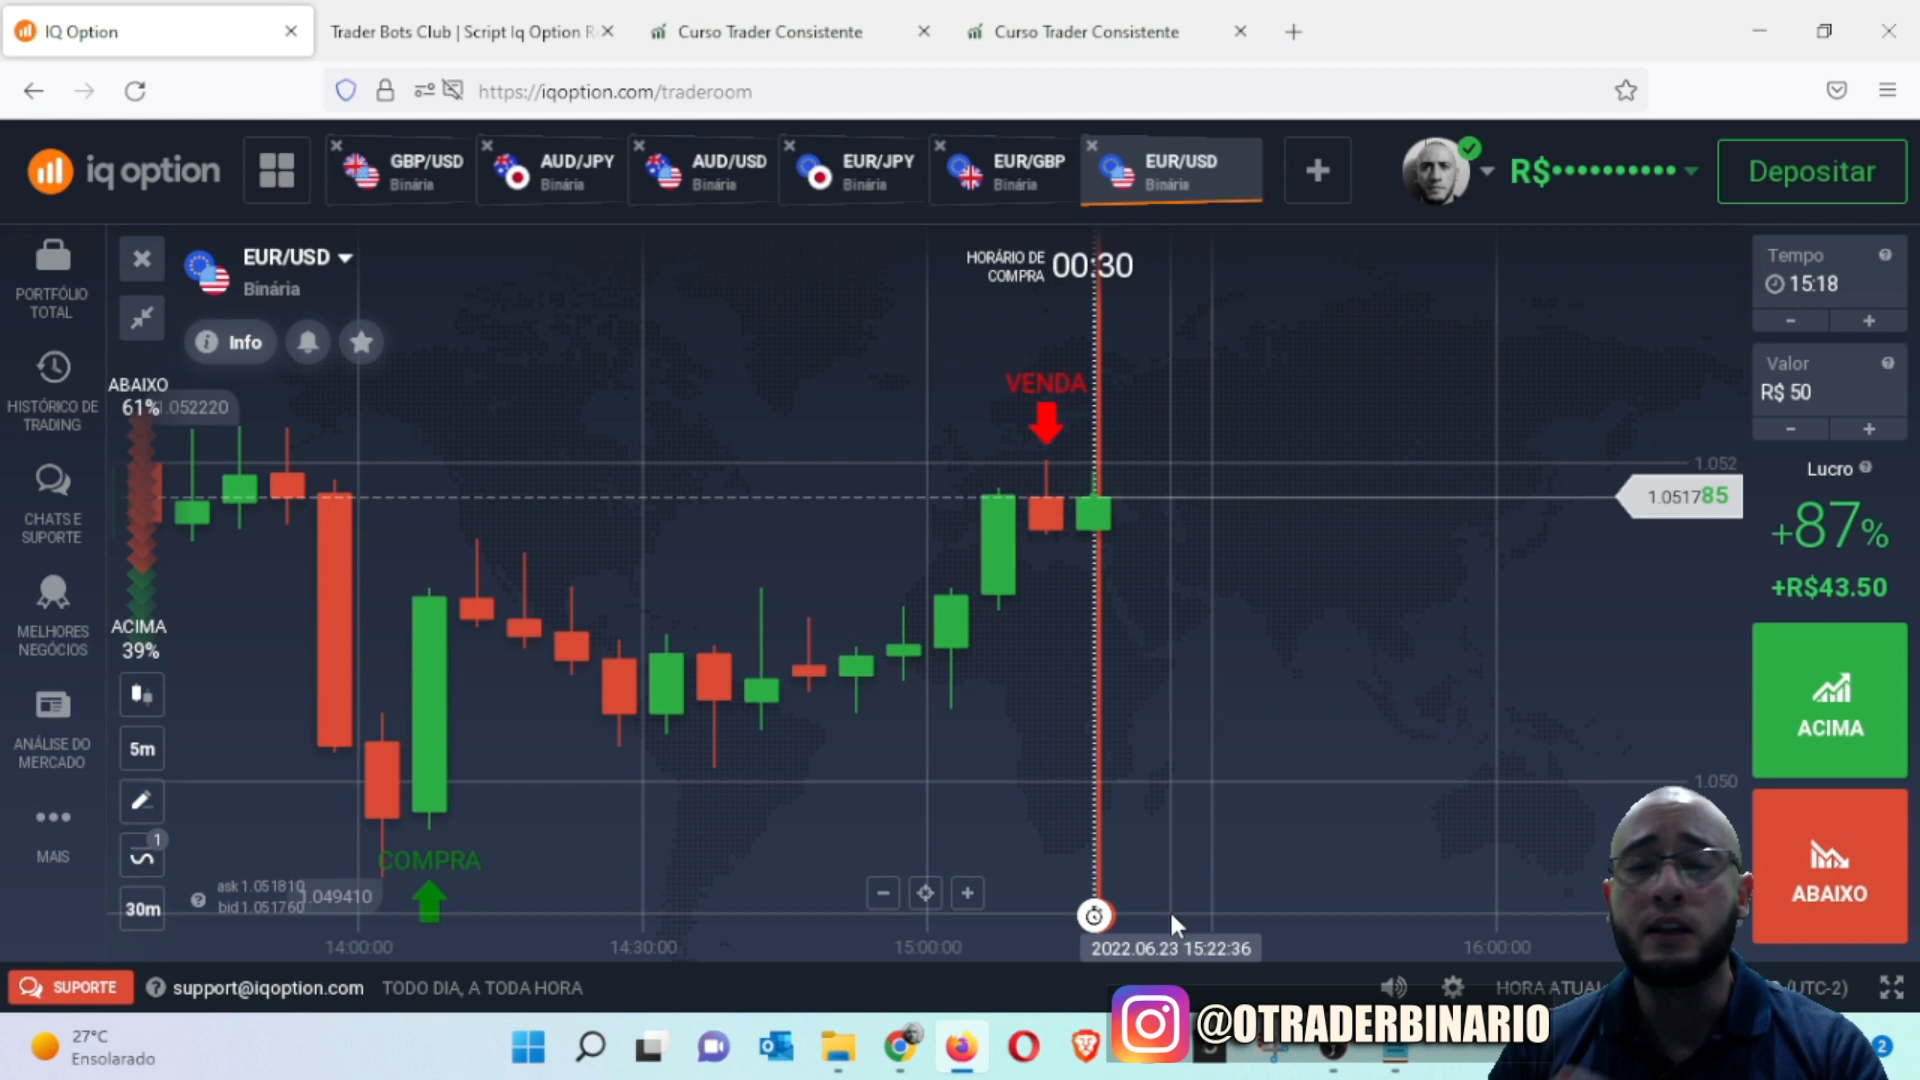 IQ Option
Trader Bots Club | Script Iq Option R
Curso Trader Consistente
Curso Trader Consistente
https://iqoption.com/traderoom
iq option
GBP/USD
Binária
AUD/JPY
Binária
AUD/USD
Binária
EUR/JPY
Binária
EUR/GBP
Binária
EUR/USD
Binária
R$••••••••••
Depositar
PORTFÓLIO
TOTAL
HISTÓRICO DE
TRADING
CHATS E
SUPORTE
MELHORES
NEGÓCIOS
ANÁLISE DO
MERCADO
MAIS
EUR/USD
Binária
Info
HORÁRIO DE
COMPRA
00:30
ABAIXO
61%
1.052220
VENDA
ACIMA
39%
5m
1
30m
COMPRA
ask 1.051810
bid 1.051760
1.049410
1.052
1.051785
1.050
14:00:00
14:30:00
15:00:00
2022.06.23 15:22:36
16:00:00
Tempo
15:18
- +
Valor
R$ 50
- +
Lucro
+87%
+R$43.50
ACIMA
ABAIXO
SUPORTE
support@iqoption.com
TODO DIA, A TODA HORA
HORA ATUAL
(UTC-2)
@OTRADERBINARIO
27°C
Ensolarado
2